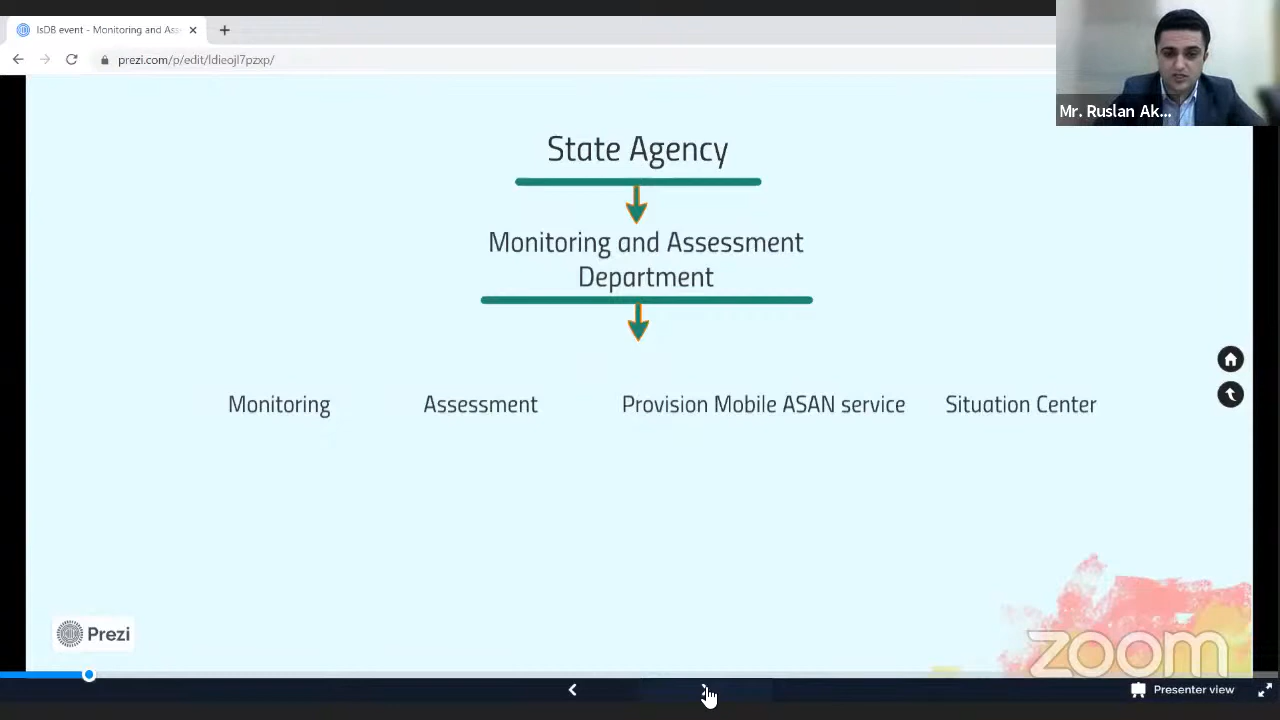 IsDB event - Monitoring and Ass
prezi.com/p/edit/ldieojl7pzxp/
Mr. Ruslan Ak...
State Agency
Monitoring and Assessment
Department
Monitoring
Assessment
Provision Mobile ASAN service
Situation Center
Prezi
zoom
Presenter view